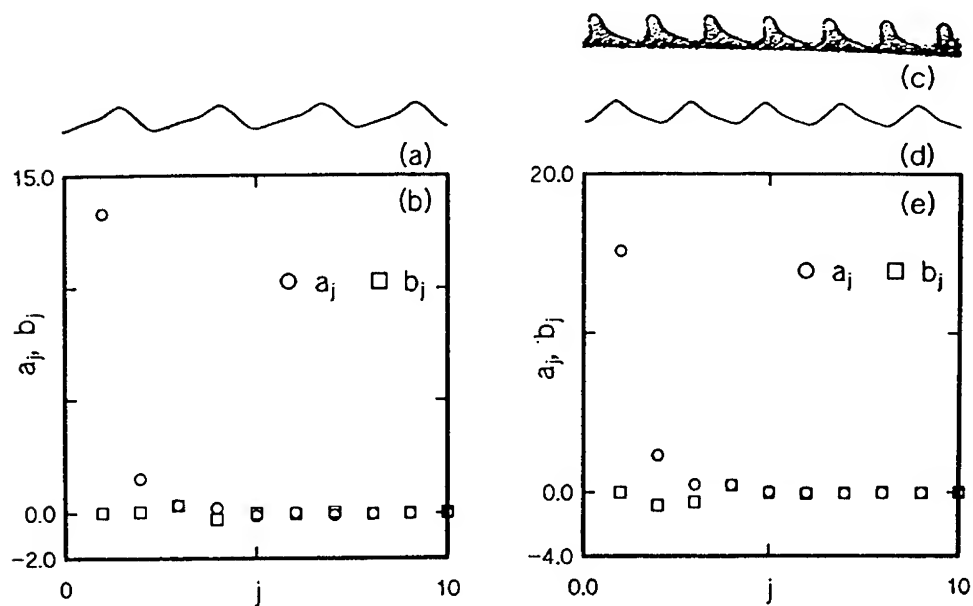 (c)
(a)
(d)
15.0
(b)
a_j b_j
a_j, b_j
0.0
-2.0
0
j
10
20.0
(e)
a_j b_j
a_j, b_j
0.0
-4.0
0.0
j
10